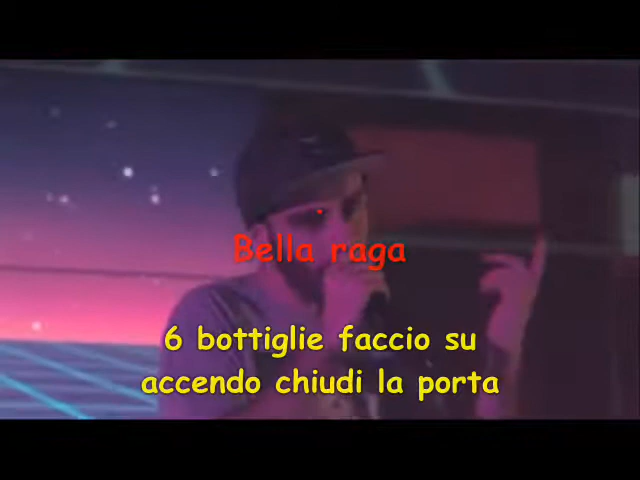 Bella raga
6 bottiglie faccio su
accendo chiudi la porta